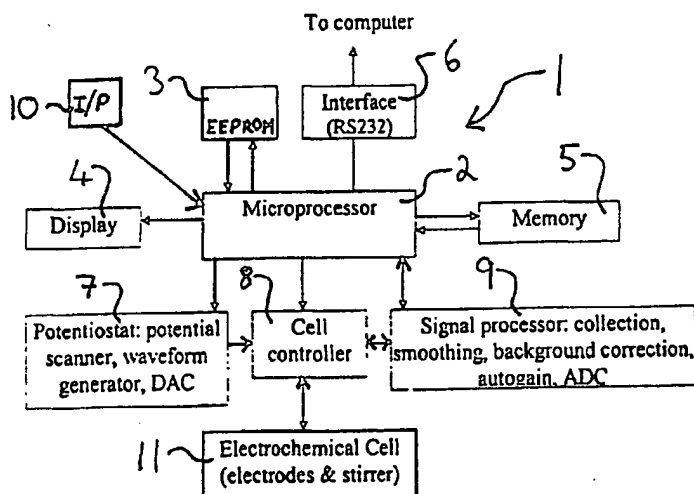 To computer
10
I/P
3
EEPROM
Interface
(RS232)
6
1
4
Display
Microprocessor
2
5
Memory
7
Potentiostat: potential
scanner, waveform
generator, DAC
8
Cell
controller
9
Signal processor: collection,
smoothing, background correction,
autogain, ADC
11
Electrochemical Cell
(electrodes & stirrer)